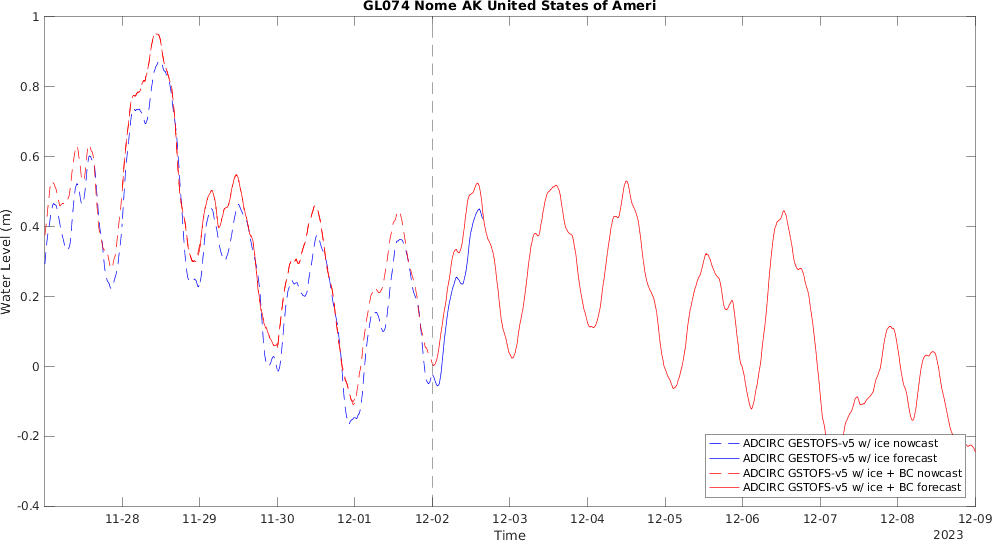 GL074 Nome AK United States of Ameri
1
0.8
0.6
0.4
0.2
0
-0.2
-0.4
Water Level (m)
ADCIRC GESTOFS-v5 w/ ice nowcast
ADCIRC GESTOFS-v5 w/ ice forecast
ADCIRC GSTOFS-v5 w/ ice + BC nowcast
ADCIRC GSTOFS-v5 w/ ice + BC forecast
11-28 11-29 11-30 12-01 12-02 12-03 12-04 12-05 12-06 12-07 12-08 12-09
Time
2023